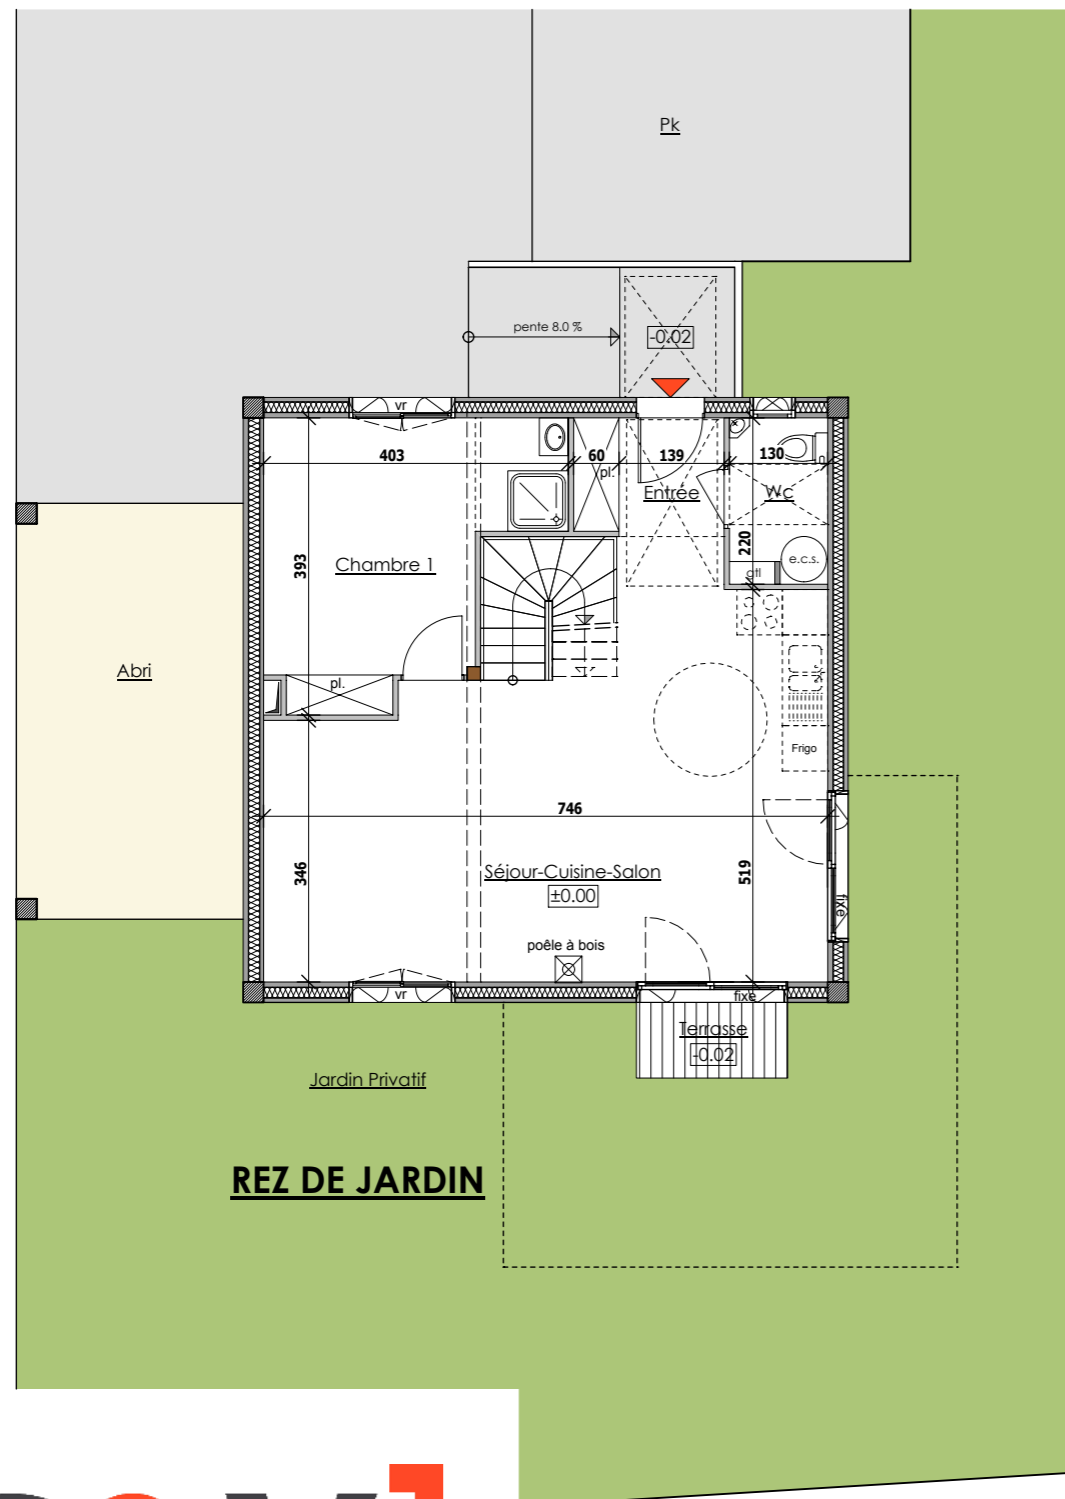 Pk
pente 8.0 %
-0.02
vr
403
60
139
130
pl.
Entrée
Wc
220
e.c.s.
gtl
393
Chambre 1
Abri
pl.
Frigo
746
346
519
Séjour-Cuisine-Salon
±0.00
fixe
poêle à bois
vr
fixe
Terrasse
-0.02
Jardin Privatif
REZ DE JARDIN